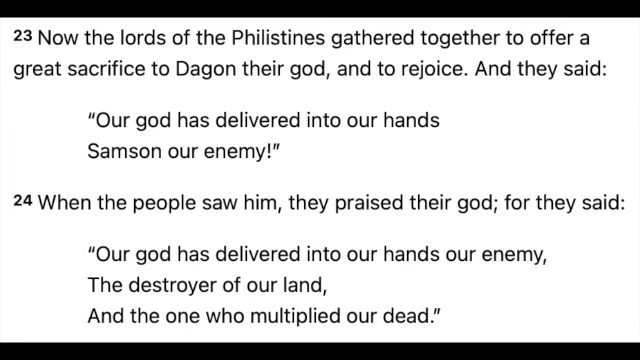 23 Now the lords of the Philistines gathered together to offer a
great sacrifice to Dagon their god, and to rejoice. And they said:
“Our god has delivered into our hands
Samson our enemy!”
24 When the people saw him, they praised their god; for they said:
“Our god has delivered into our hands our enemy,
The destroyer of our land,
And the one who multiplied our dead.”